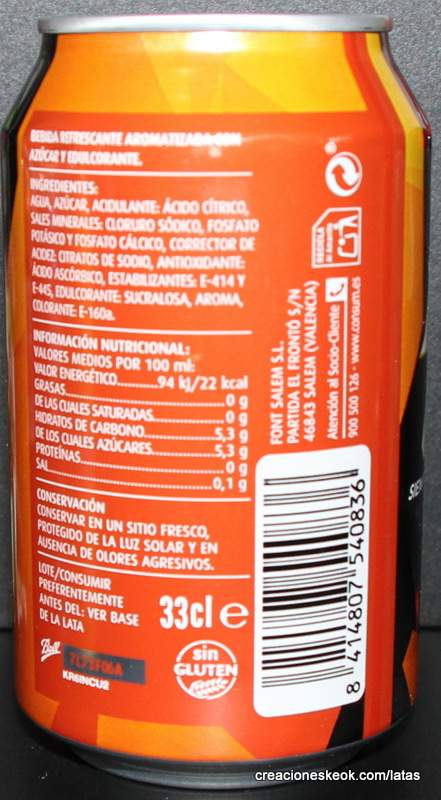 BEBIDA REFRESCANTE AROMATIZADA CON
AZÚCAR Y EDULCORANTE.
INGREDIENTES:
AGUA, AZÚCAR, ACIDULANTE: ÁCIDO CÍTRICO,
SALES MINERALES: CLORURO SÓDICO, FOSFATO
POTÁSICO Y FOSFATO CÁLCICO, CORRECTOR DE
ACIDEZ: CITRATOS DE SODIO, ANTIOXIDANTE:
ÁCIDO ASCÓRBICO, ESTABILIZANTES: E-414 Y
E-445, EDULCORANTE: SUCRALOSA, AROMA,
COLORANTE: E-160a.
INFORMACIÓN NUTRICIONAL:
VALORES MEDIOS POR 100 ml:
VALOR ENERGÉTICO..........94 kJ/22 kcal
GRASAS..........0 g
DE LAS CUALES SATURADAS..........0 g
HIDRATOS DE CARBONO..........5,3 g
DE LOS CUALES AZÚCARES..........5,3 g
PROTEÍNAS..........0 g
SAL..........0,1 g
CONSERVACIÓN
CONSERVAR EN UN SITIO FRESCO,
PROTEGIDO DE LA LUZ SOLAR Y EN
AUSENCIA DE OLORES AGRESIVOS.
LOTE/CONSUMIR
PREFERENTEMENTE
ANTES DEL: VER BASE
DE LA LATA
33cl e
Ball
KR6INCU2
sin
GLUTEN
RECICLA
Al Amarillo
FONT SALEM S.L.
PARTIDA EL FRONTÓ S/N
46843 SALEM (VALENCIA)
Atención al Socio-Cliente
900 500 126 - www.consum.es
8 414807 540836
creacioneskeok.com/latas